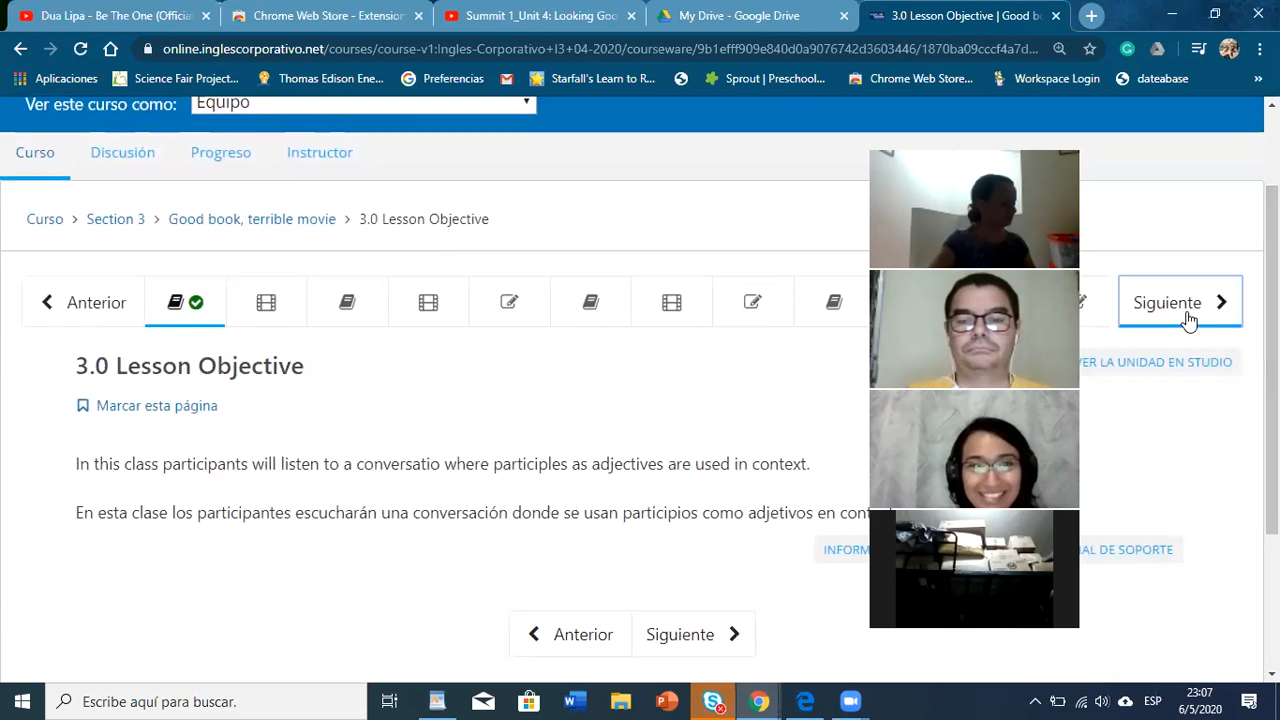 Dua Lipa - Be The One (Official
Chrome Web Store - Extension
Summit 1_Unit 4: Looking Goo
My Drive - Google Drive
3.0 Lesson Objective | Good b
online.inglescorporativo.net/courses/course-v1:Ingles-Corporativo+I3+04-2020/courseware/9b1efff909e840d0a9076742d3603446/1870ba09cccf4a7d...
Aplicaciones
Science Fair Project...
Thomas Edison Ene...
Preferencias
Starfall's Learn to R...
Sprout | Preschool...
Chrome Web Store...
Workspace Login
dateabase
Ver este curso como:
Equipo
Curso
Discusión
Progreso
Instructor
Curso > Section 3 > Good book, terrible movie > 3.0 Lesson Objective
Anterior
Siguiente
VER LA UNIDAD EN STUDIO
3.0 Lesson Objective
Marcar esta página
In this class participants will listen to a conversatio where participles as adjectives are used in context.
En esta clase los participantes escucharán una conversación donde se usan participios como adjetivos en cont
INFORM
AL DE SOPORTE
Anterior
Siguiente
Escribe aquí para buscar.
ESP
23:07
6/5/2020